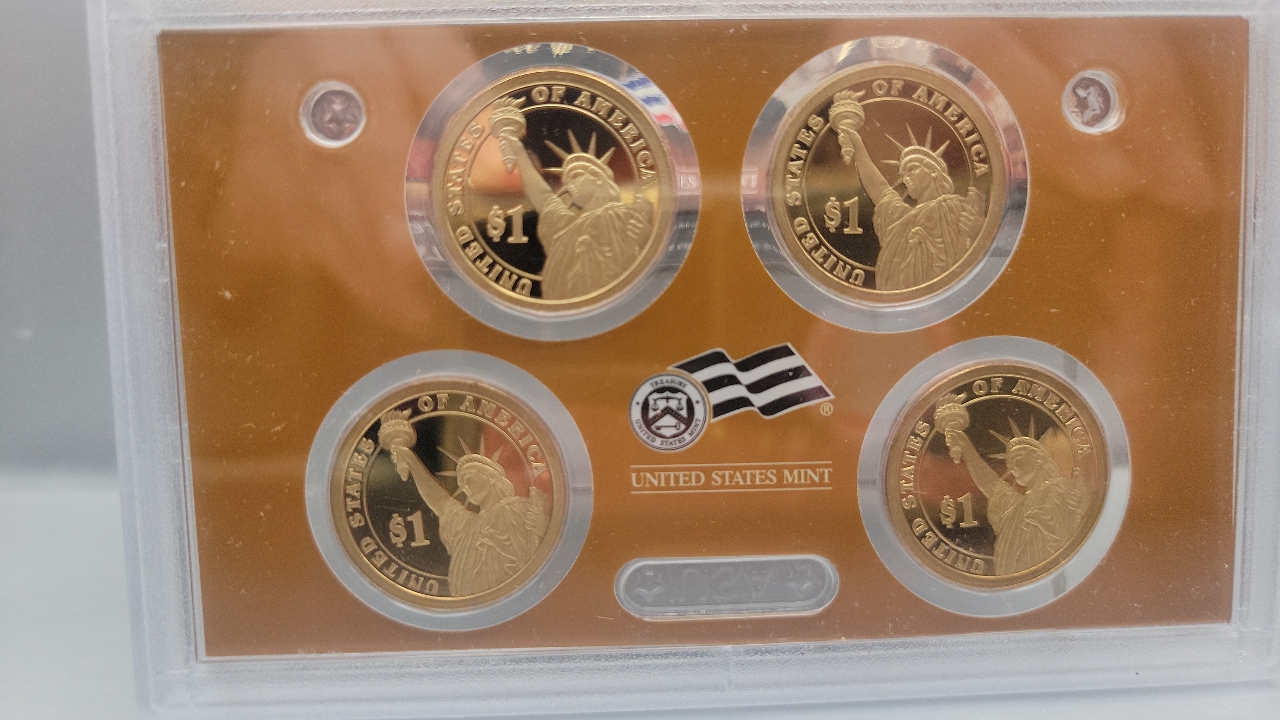 UNITED STATES OF AMERICA
$1
UNITED STATES OF AMERICA
$1
UNITED STATES OF AMERICA
$1
TREASURY
UNITED STATES MINT
®
UNITED STATES MINT
UNITED STATES OF AMERICA
$1